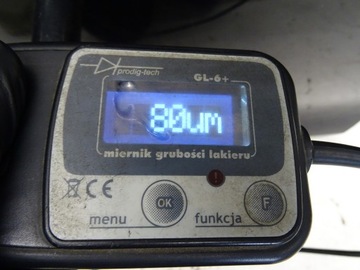 prodig-tech
GL-6+
80um
miernik grubości lakieru
CE
OK F
menu funkcja